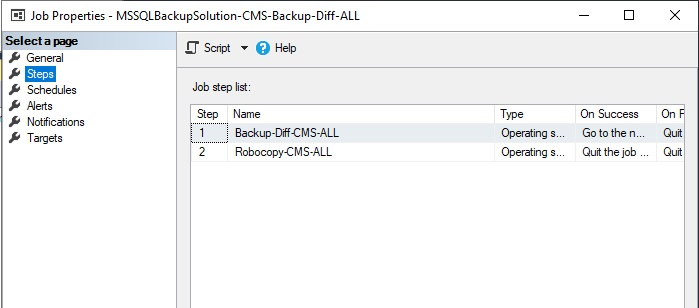 Job Properties - MSSQLBackupSolution-CMS-Backup-Diff-ALL
Select a page
General
Steps
Schedules
Alerts
Notifications
Targets
Script Help
Job step list:
Step Name Type On Success On F
1 Backup-Diff-CMS-ALL Operating s... Go to the n... Quit
2 Robocopy-CMS-ALL Operating s... Quit the job ... Quit